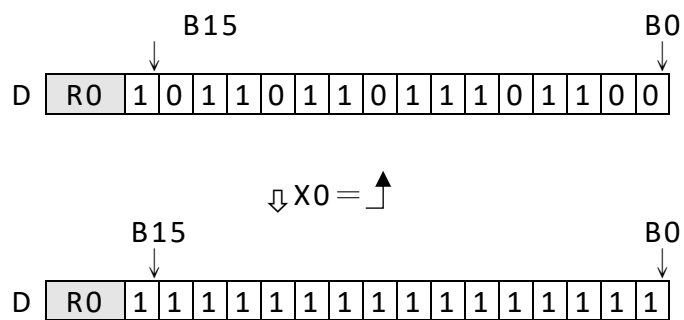 B15 B0
D R0 1 0 1 1 0 1 1 0 1 1 1 0 1 1 0 0
⇩ X0 =
B15 B0
D R0 1 1 1 1 1 1 1 1 1 1 1 1 1 1 1 1